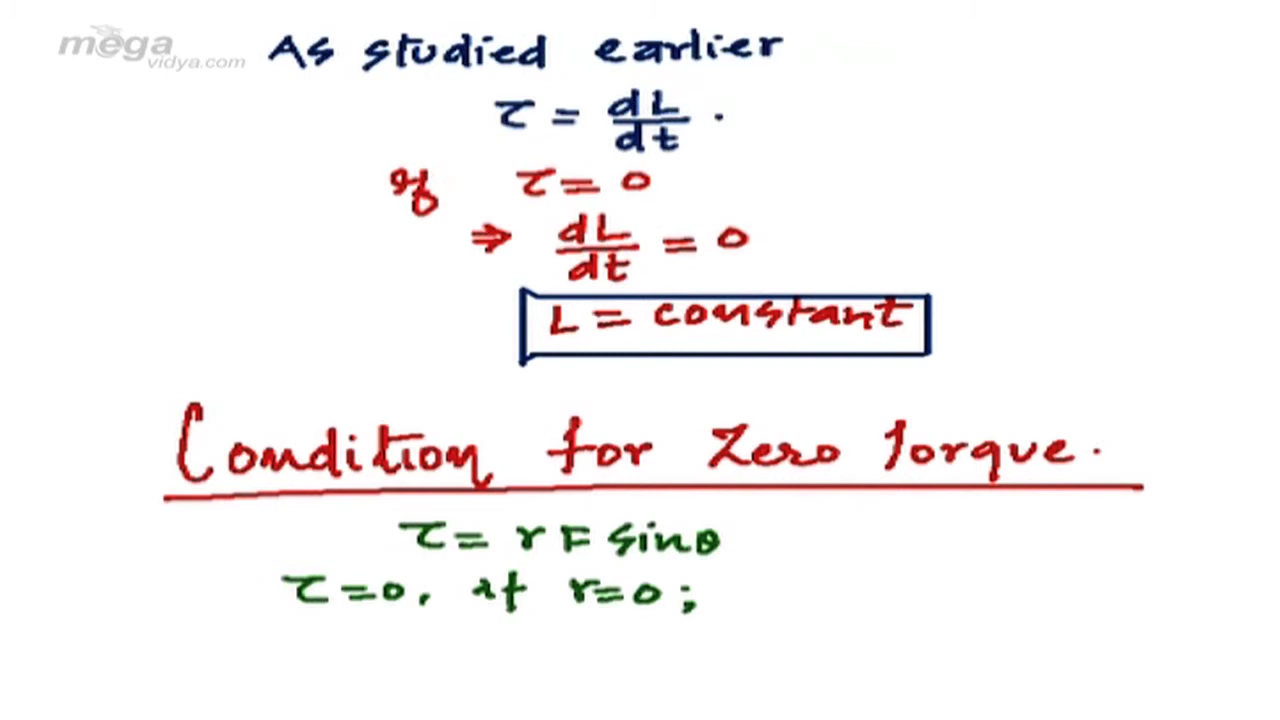 mega
vidya.com
As studied earlier
τ = dL/dt .
If τ = 0
⇒ dL/dt = 0
L = constant
Condition for Zero Torque.
τ = r F sinθ
τ = 0, if r = 0 ;